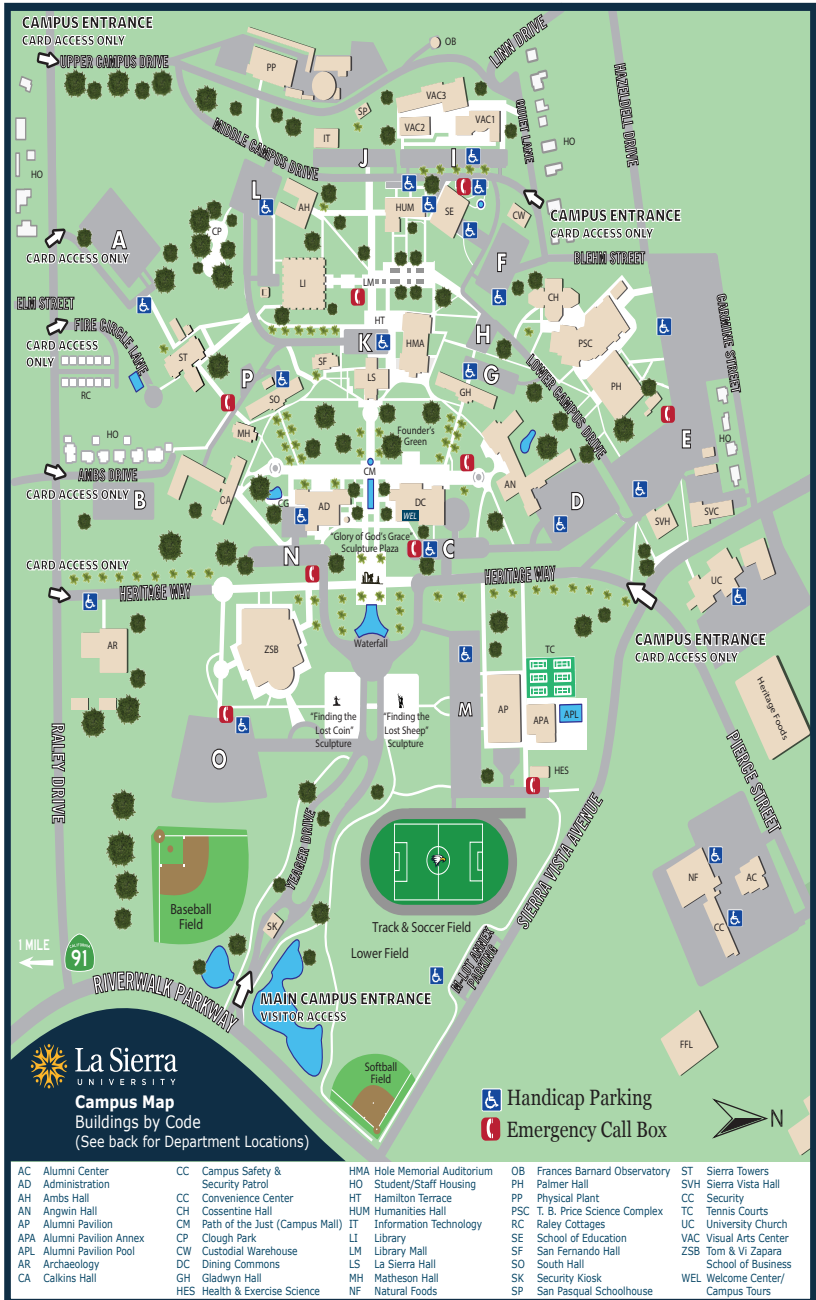 CAMPUS ENTRANCE
CARD ACCESS ONLY
UPPER CAMPUS DRIVE
PP
OB
LINN DRIVE
HAZELDELL DRIVE
VAC3
SP
VAC2
VAC1
QUIET LANE
IT
HO
MIDDLE CAMPUS DRIVE
J
I
HO
L
AH
HUM
SE
CW
CAMPUS ENTRANCE
CARD ACCESS ONLY
A
CP
CARD ACCESS ONLY
F
BLEHM STREET
LI
LM
CH
ELM STREET
FIRE CIRCLE LANE
HT
CARMINE STREET
CARD ACCESS
ONLY
ST
K
HMA
H
PSC
SF
P
LS
G
LOWER CAMPUS DRIVE
PH
RC
SO
GH
HO
MH
Founder's
Green
E
HO
AMBS DRIVE
CARD ACCESS ONLY
CM
B
CA
CG
AD
DC
WEL
AN
D
SVH
SVC
"Glory of God's Grace"
Sculpture Plaza
C
N
CARD ACCESS ONLY
HERITAGE WAY
HERITAGE WAY
UC
CAMPUS ENTRANCE
CARD ACCESS ONLY
AR
ZSB
Waterfall
TC
Heritage Foods
M
AP
APA
APL
"Finding the
Lost Coin"
Sculpture
"Finding the
Lost Sheep"
Sculpture
RALEY DRIVE
O
HES
PIERCE STREET
YEAGER DRIVE
SIERRA VISTA AVENUE
NF
AC
CC
Baseball
Field
SK
Track & Soccer Field
Lower Field
M-LOT ANNEX
PARKING
1 MILE
CALIFORNIA
91
RIVERWALK PARKWAY
MAIN CAMPUS ENTRANCE
VISITOR ACCESS
FFL
Softball
Field
La Sierra
UNIVERSITY
Campus Map
Buildings by Code
(See back for Department Locations)
Handicap Parking
Emergency Call Box
N
AC Alumni Center
AD Administration
AH Ambs Hall
AN Angwin Hall
AP Alumni Pavilion
APA Alumni Pavilion Annex
APL Alumni Pavilion Pool
AR Archaeology
CA Calkins Hall
CC Campus Safety &
Security Patrol
CC Convenience Center
CH Cossentine Hall
CM Path of the Just (Campus Mall)
CP Clough Park
CW Custodial Warehouse
DC Dining Commons
GH Gladwyn Hall
HES Health & Exercise Science
HMA Hole Memorial Auditorium
HO Student/Staff Housing
HT Hamilton Terrace
HUM Humanities Hall
IT Information Technology
LI Library
LM Library Mall
LS La Sierra Hall
MH Matheson Hall
NF Natural Foods
OB Frances Barnard Observatory
PH Palmer Hall
PP Physical Plant
PSC T. B. Price Science Complex
RC Raley Cottages
SE School of Education
SF San Fernando Hall
SO South Hall
SK Security Kiosk
SP San Pasqual Schoolhouse
ST Sierra Towers
SVH Sierra Vista Hall
CC Security
TC Tennis Courts
UC University Church
VAC Visual Arts Center
ZSB Tom & Vi Zapara
School of Business
WEL Welcome Center/
Campus Tours